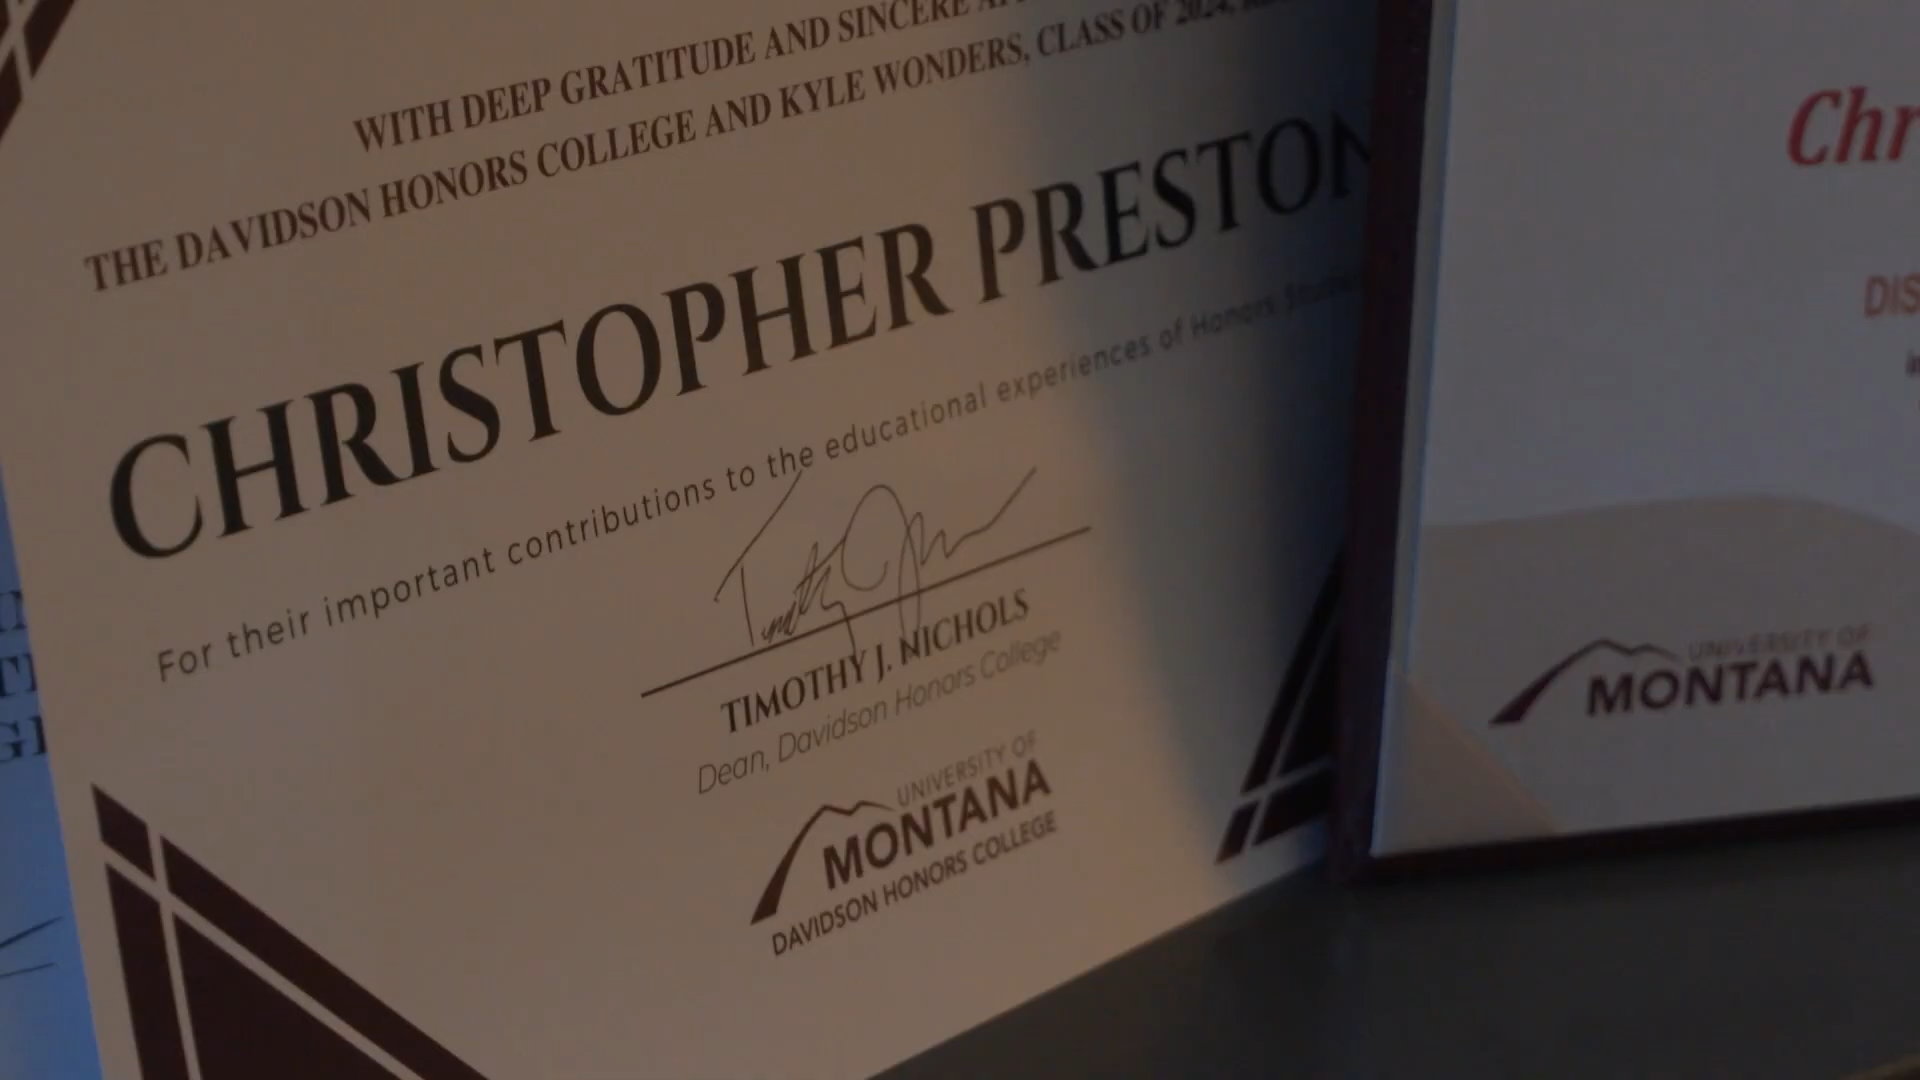 WITH DEEP GRATITUDE AND SINCERE
THE DAVIDSON HONORS COLLEGE AND KYLE WONDERS, CLASS OF 2024,
CHRISTOPHER PRESTON
For their important contributions to the educational experiences of Honors
TIMOTHY J. NICHOLS
Dean, Davidson Honors College
UNIVERSITY OF
MONTANA
DAVIDSON HONORS COLLEGE
Chr
DIS
UNIVERSITY OF
MONTANA